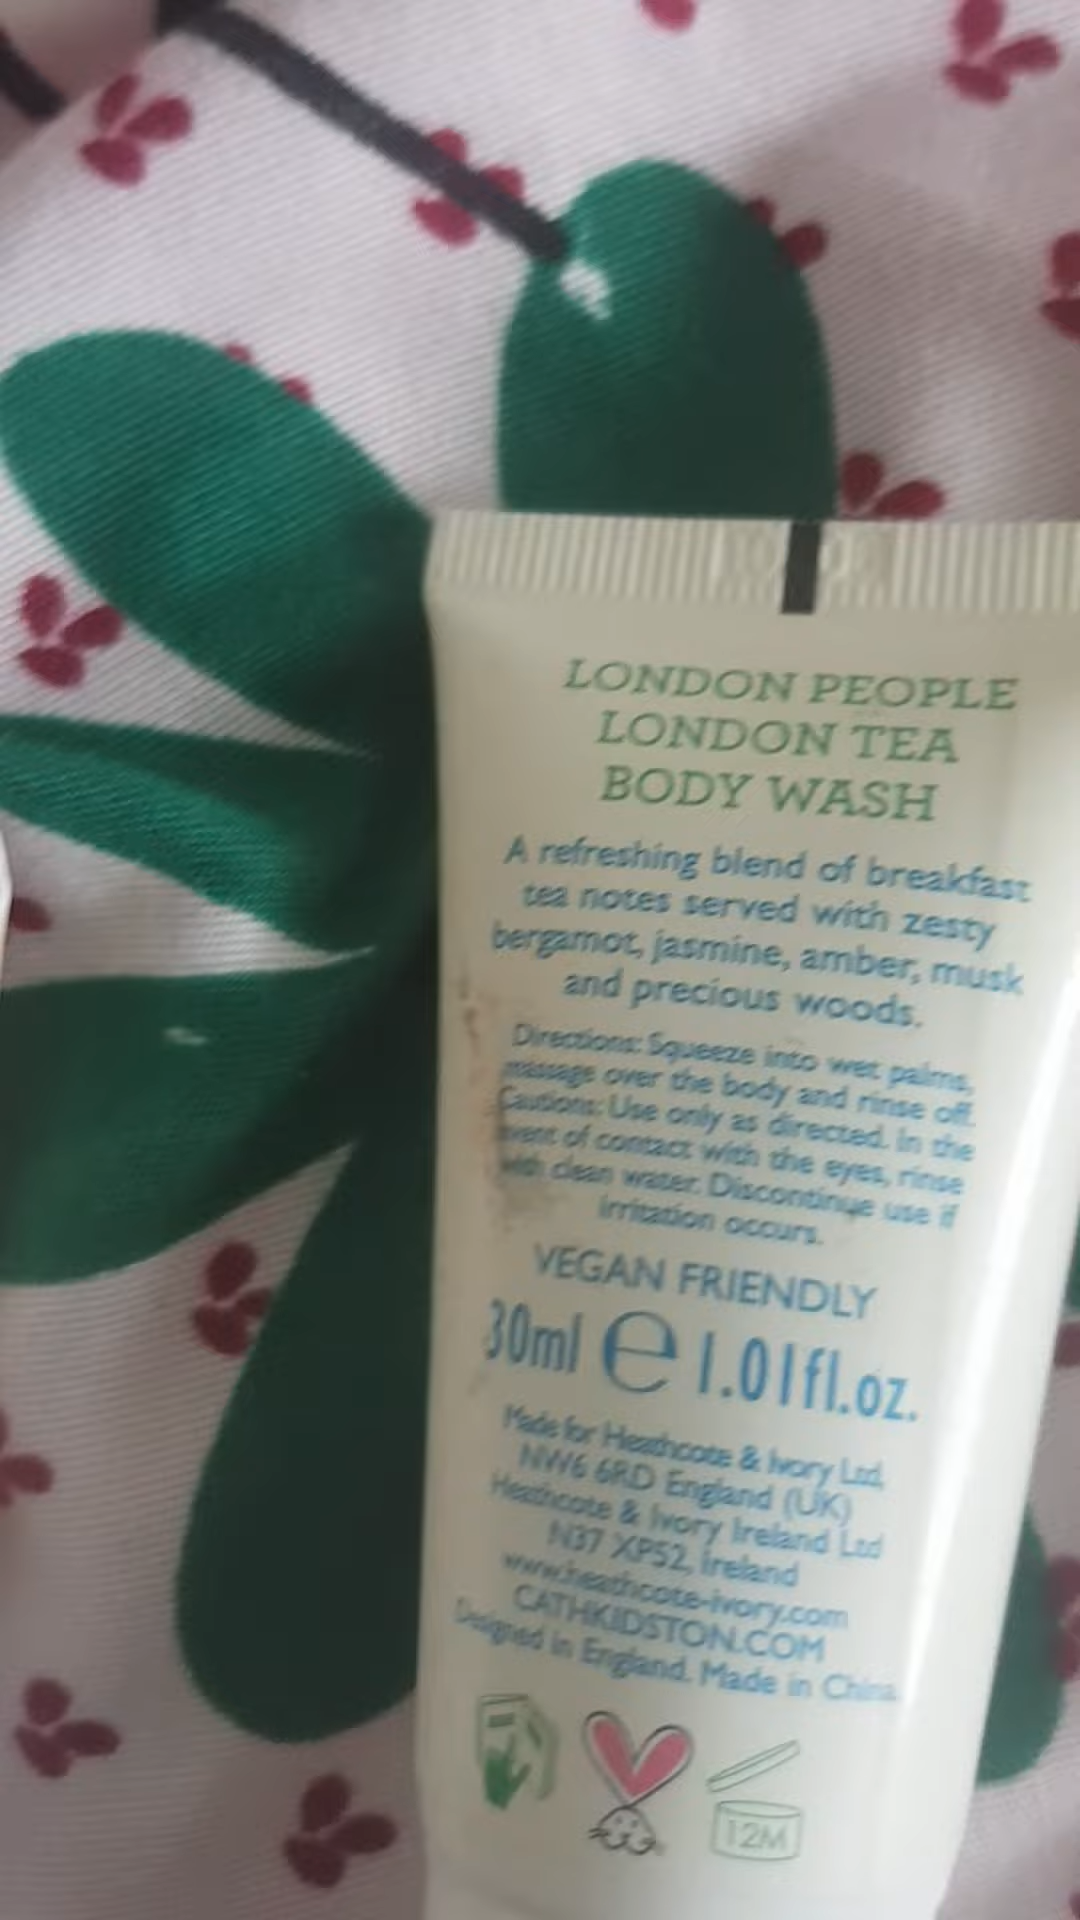 LONDON PEOPLE
LONDON TEA
BODY WASH
A refreshing blend of breakfast
tea notes served with zesty
bergamot, jasmine, amber, musk
and precious woods.
Directions: Squeeze into wet palms,
massage over the body and rinse off.
Cautions: Use only as directed. In the
event of contact with the eyes, rinse
with clean water. Discontinue use if
irritation occurs.
VEGAN FRIENDLY
30ml e 1.01fl.oz.
Made for Heathcote & Ivory Ltd.
NW6 6RD England (UK)
Heathcote & Ivory Ireland Ltd
N37 XP52, Ireland
www.heathcote-ivory.com
CATHKIDSTON.COM
Designed in England. Made in China.
12M